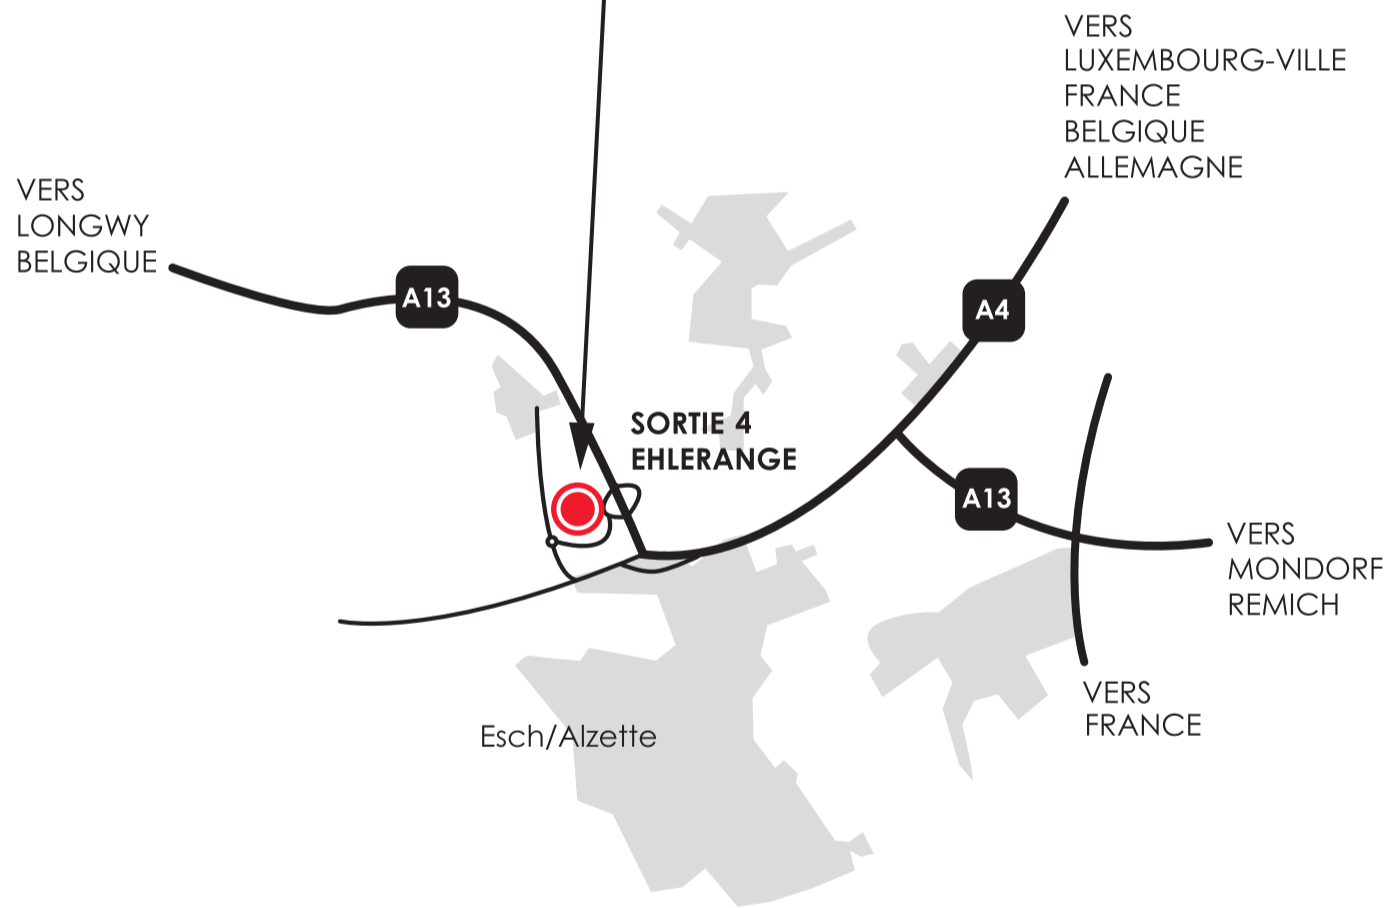 VERS
LUXEMBOURG-VILLE
FRANCE
BELGIQUE
ALLEMAGNE
VERS
LONGWY
BELGIQUE
A13
A4
SORTIE 4
EHLERANGE
A13
VERS
MONDORF
REMICH
VERS
FRANCE
Esch/Alzette